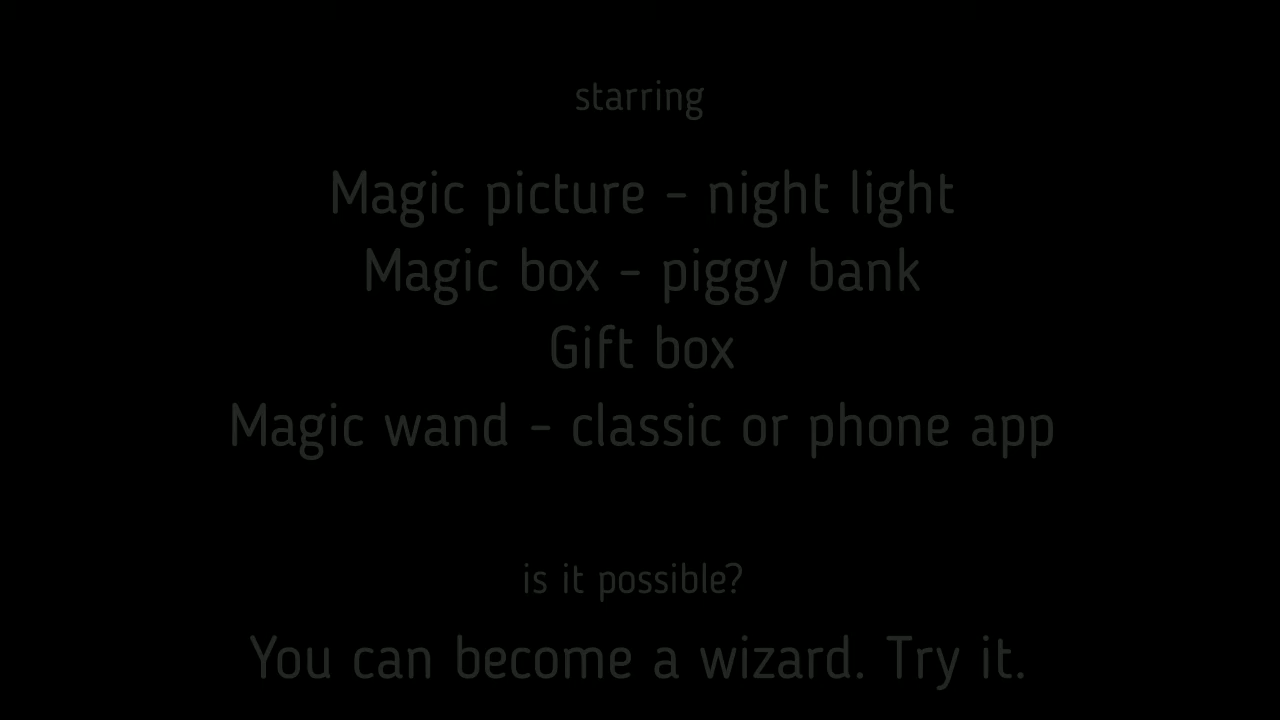 starring
Magic picture - night light
Magic box - piggy bank
Gift box
Magic wand - classic or phone app
is it possible?
You can become a wizard. Try it.